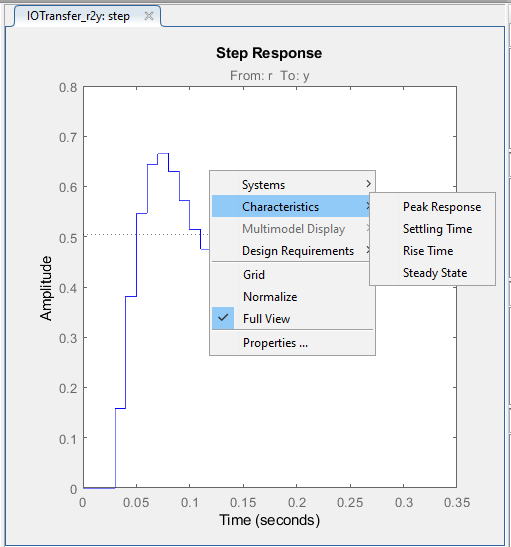 IOTransfer_r2y: step
Step Response
From: r To: y
Amplitude
0.8
0.7
0.6
0.5
0.4
0.3
0.2
0.1
0
0 0.05 0.1 0.15 0.2 0.25 0.3 0.35
Time (seconds)
Systems
Characteristics
Multimodel Display
Design Requirements
Grid
Normalize
Full View
Properties ...
Peak Response
Settling Time
Rise Time
Steady State